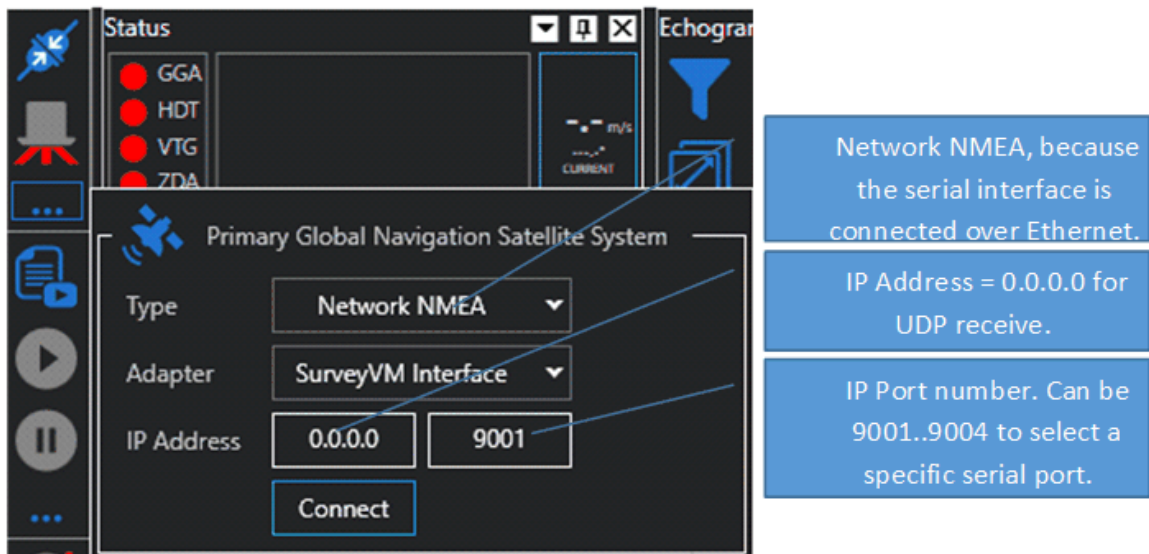 Status
Echogram
GGA
HDT
VTG
ZDA
-.- m/s
---.-°
CURRENT
Primary Global Navigation Satellite System
Type
Network NMEA
Adapter
SurveyVM Interface
IP Address
0.0.0.0
9001
Connect
Network NMEA, because
the serial interface is
connected over Ethernet.
IP Address = 0.0.0.0 for
UDP receive.
IP Port number. Can be
9001..9004 to select a
specific serial port.